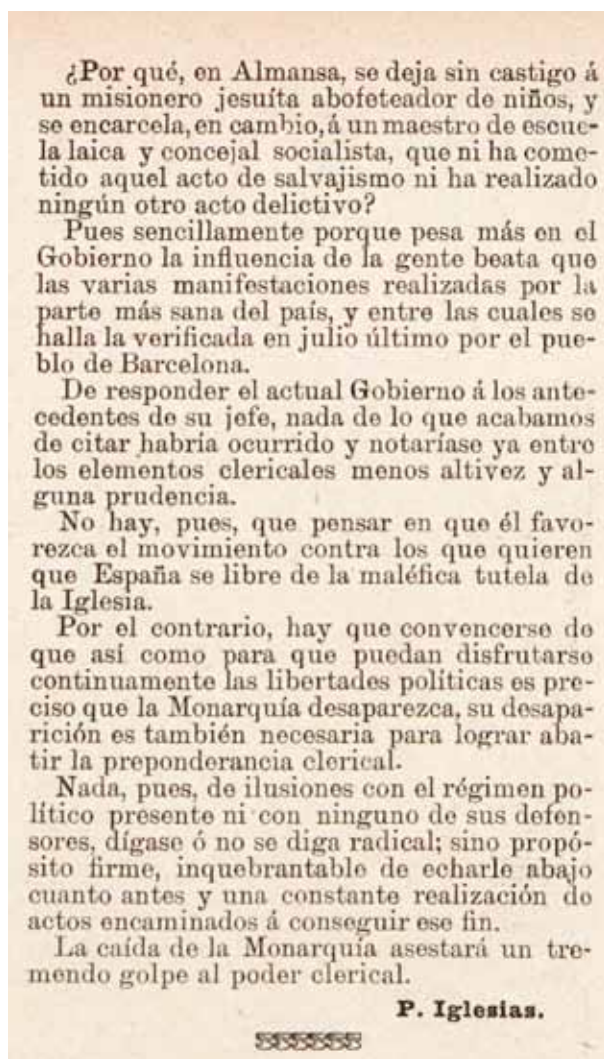 ¿Por qué, en Almansa, se deja sin castigo á
un misionero jesuíta abofeteador de niños, y
se encarcela, en cambio, á un maestro de escue-
la laica y concejal socialista, que ni ha come-
tido aquel acto de salvajismo ni ha realizado
ningún otro acto delictivo?
Pues sencillamente porque pesa más en el
Gobierno la influencia de la gente beata que
las varias manifestaciones realizadas por la
parte más sana del país, y entre las cuales se
halla la verificada en julio último por el pue-
blo de Barcelona.
De responder el actual Gobierno á los ante-
cedentes de su jefe, nada de lo que acabamos
de citar habría ocurrido y notaríase ya entre
los elementos clericales menos altivez y al-
guna prudencia.
No hay, pues, que pensar en que él favo-
rezca el movimiento contra los que quieren
que España se libre de la maléfica tutela de
la Iglesia.
Por el contrario, hay que convencerse de
que así como para que puedan disfrutarse
continuamente las libertades políticas es pre-
ciso que la Monarquía desaparezca, su desapa-
rición es también necesaria para lograr aba-
tir la preponderancia clerical.
Nada, pues, de ilusiones con el régimen po-
lítico presente ni con ninguno de sus defen-
sores, dígase ó no se diga radical; sino propó-
sito firme, inquebrantable de echarle abajo
cuanto antes y una constante realización de
actos encaminados á conseguir ese fin.
La caída de la Monarquía asestará un tre-
mendo golpe al poder clerical.
P. Iglesias.